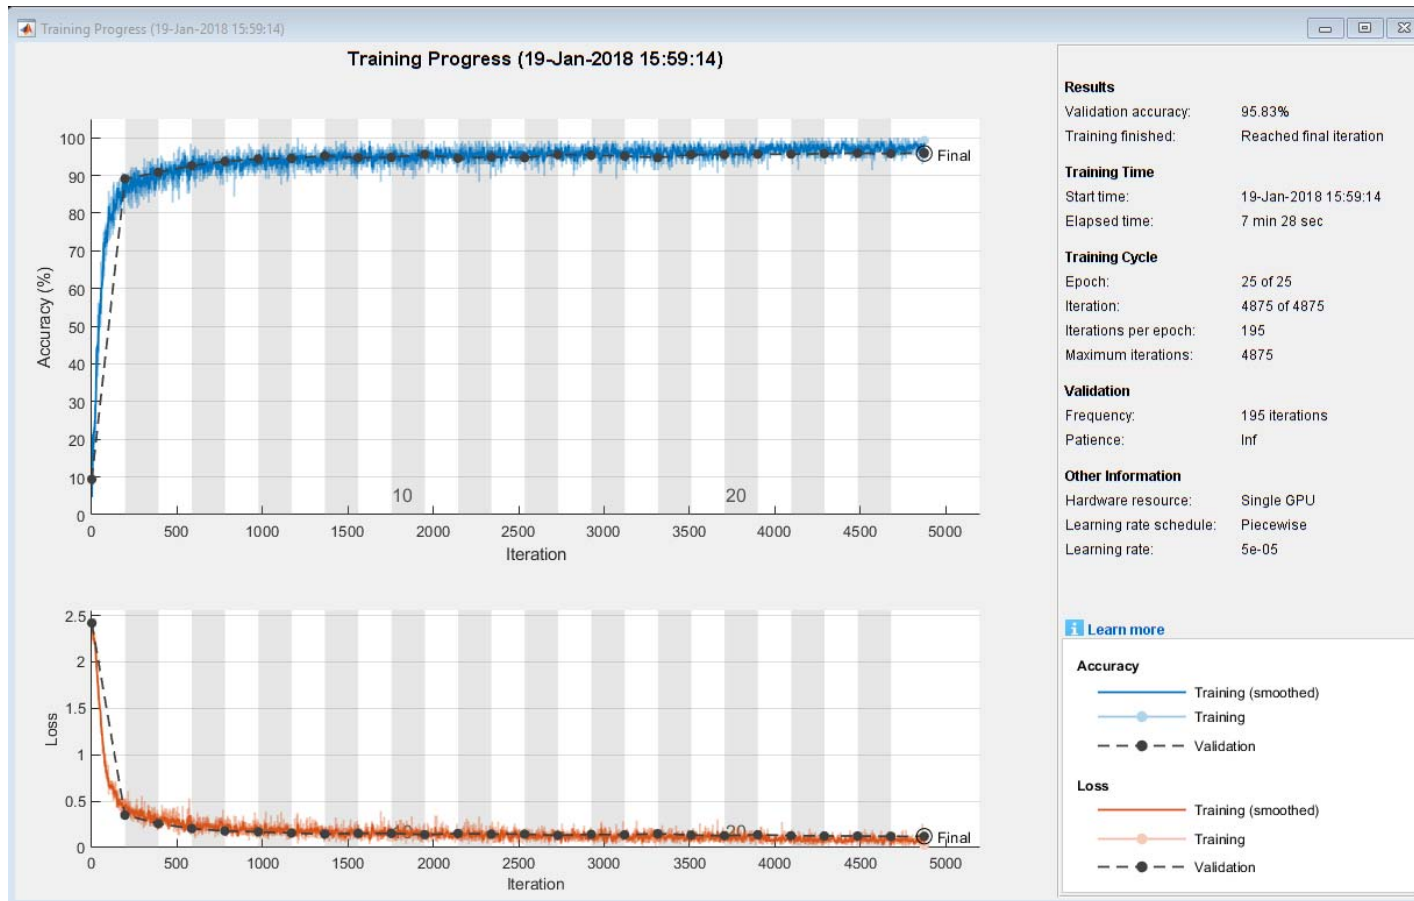 Training Progress (19-Jan-2018 15:59:14)
Training Progress (19-Jan-2018 15:59:14)
Accuracy (%)
100
90
80
70
60
50
40
30
20
10
0
Final
10
20
0 500 1000 1500 2000 2500 3000 3500 4000 4500 5000
Iteration
Loss
2.5
2
1.5
1
0.5
0
20
Final
0 500 1000 1500 2000 2500 3000 3500 4000 4500 5000
Iteration
Results
Validation accuracy: 95.83%
Training finished: Reached final iteration
Training Time
Start time: 19-Jan-2018 15:59:14
Elapsed time: 7 min 28 sec
Training Cycle
Epoch: 25 of 25
Iteration: 4875 of 4875
Iterations per epoch: 195
Maximum iterations: 4875
Validation
Frequency: 195 iterations
Patience: Inf
Other Information
Hardware resource: Single GPU
Learning rate schedule: Piecewise
Learning rate: 5e-05
i Learn more
Accuracy
Training (smoothed)
Training
Validation
Loss
Training (smoothed)
Training
Validation